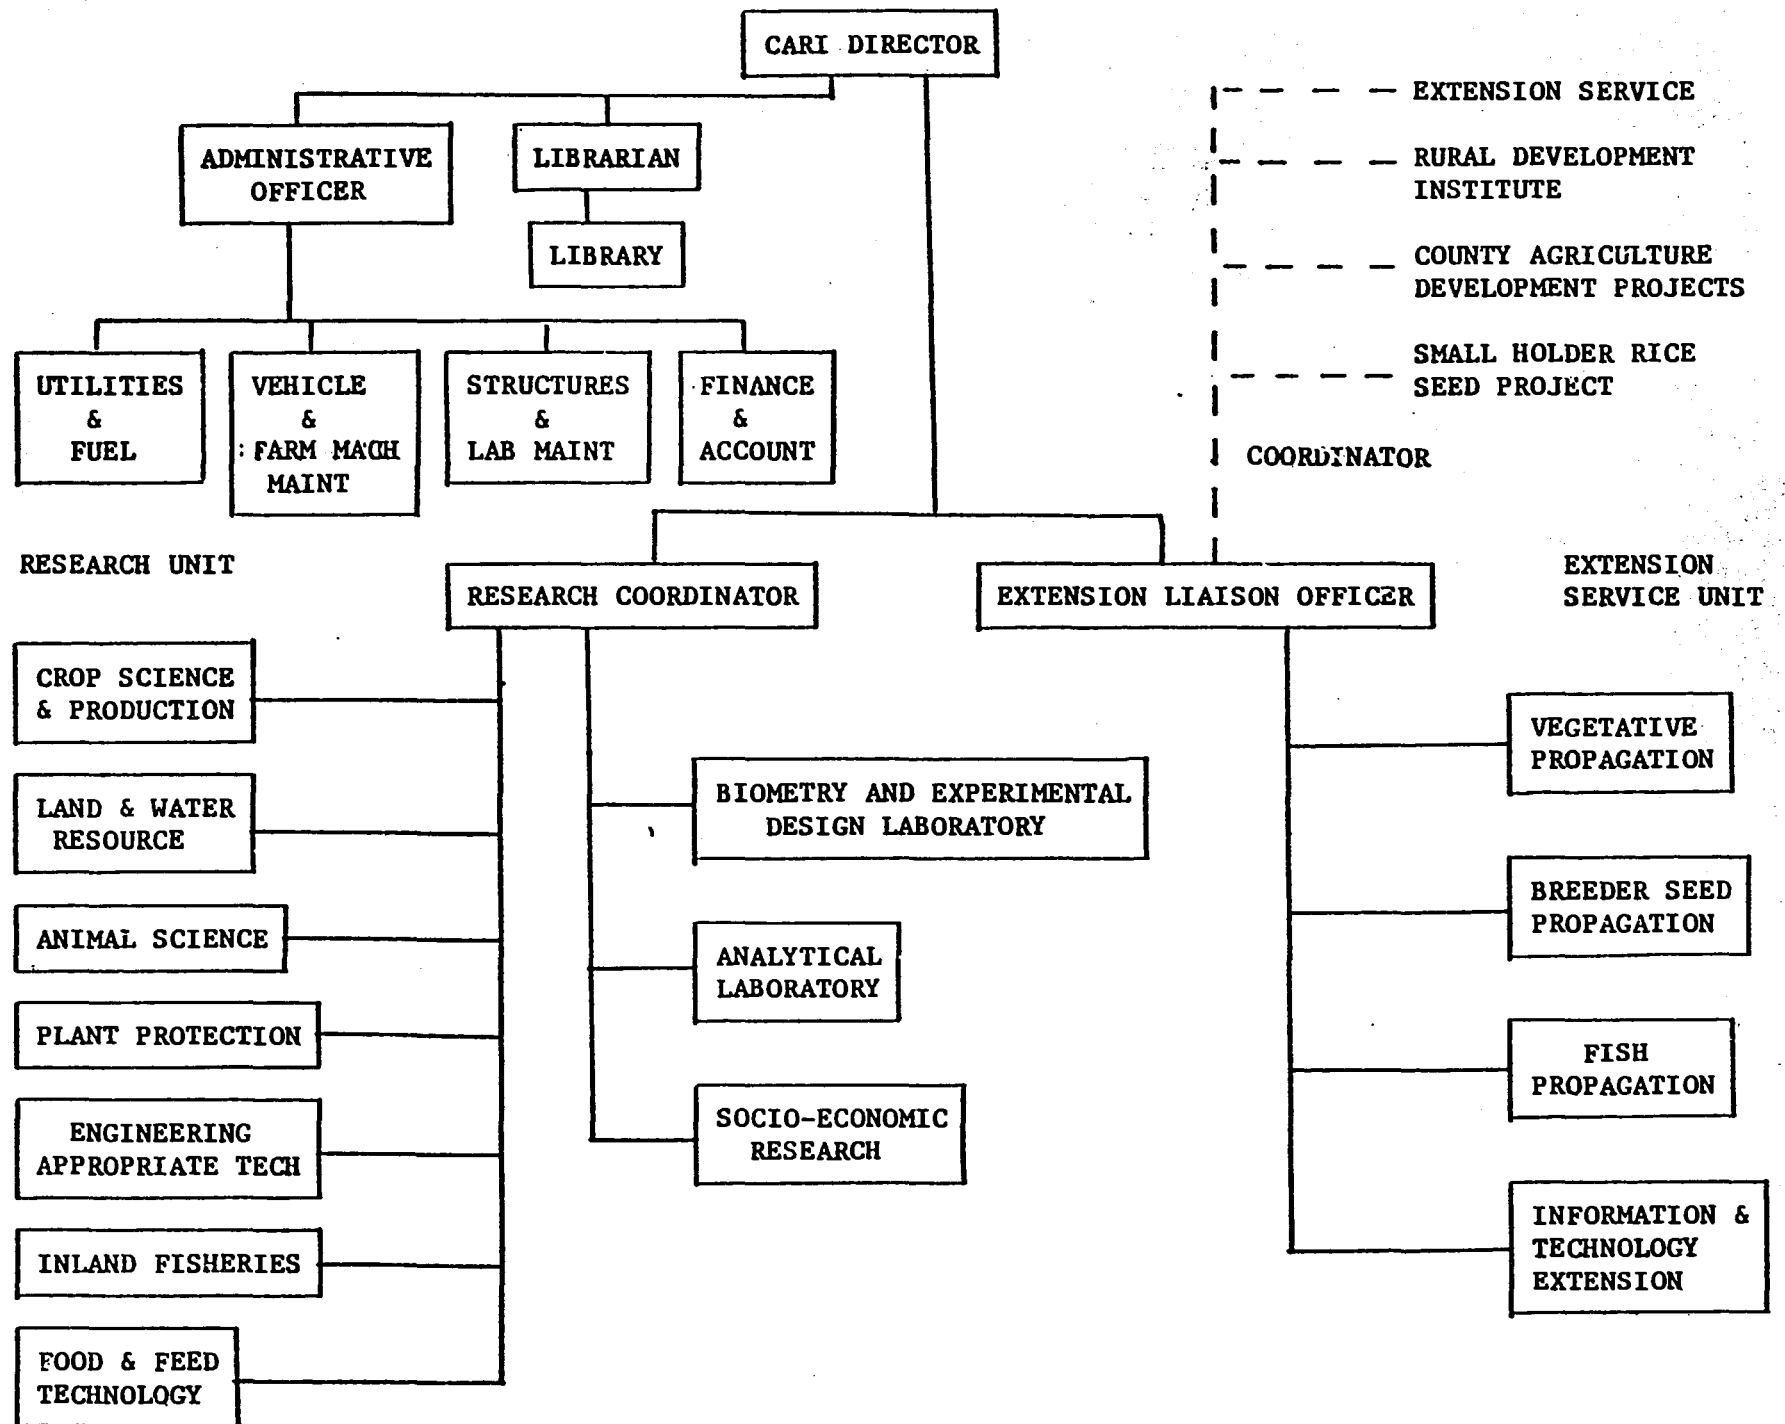 CARI DIRECTOR
EXTENSION SERVICE
RURAL DEVELOPMENT
INSTITUTE
COUNTY AGRICULTURE
DEVELOPMENT PROJECTS
SMALL HOLDER RICE
SEED PROJECT
COORDINATOR
ADMINISTRATIVE
OFFICER
LIBRARIAN
LIBRARY
UTILITIES
&
FUEL
VEHICLE
&
FARM MACH
MAINT
STRUCTURES
&
LAB MAINT
FINANCE
&
ACCOUNT
RESEARCH UNIT
RESEARCH COORDINATOR
EXTENSION LIAISON OFFICER
EXTENSION
SERVICE UNIT
CROP SCIENCE
& PRODUCTION
LAND & WATER
RESOURCE
ANIMAL SCIENCE
PLANT PROTECTION
ENGINEERING
APPROPRIATE TECH
INLAND FISHERIES
FOOD & FEED
TECHNOLOGY
BIOMETRY AND EXPERIMENTAL
DESIGN LABORATORY
ANALYTICAL
LABORATORY
SOCIO-ECONOMIC
RESEARCH
VEGETATIVE
PROPAGATION
BREEDER SEED
PROPAGATION
FISH
PROPAGATION
INFORMATION &
TECHNOLOGY
EXTENSION